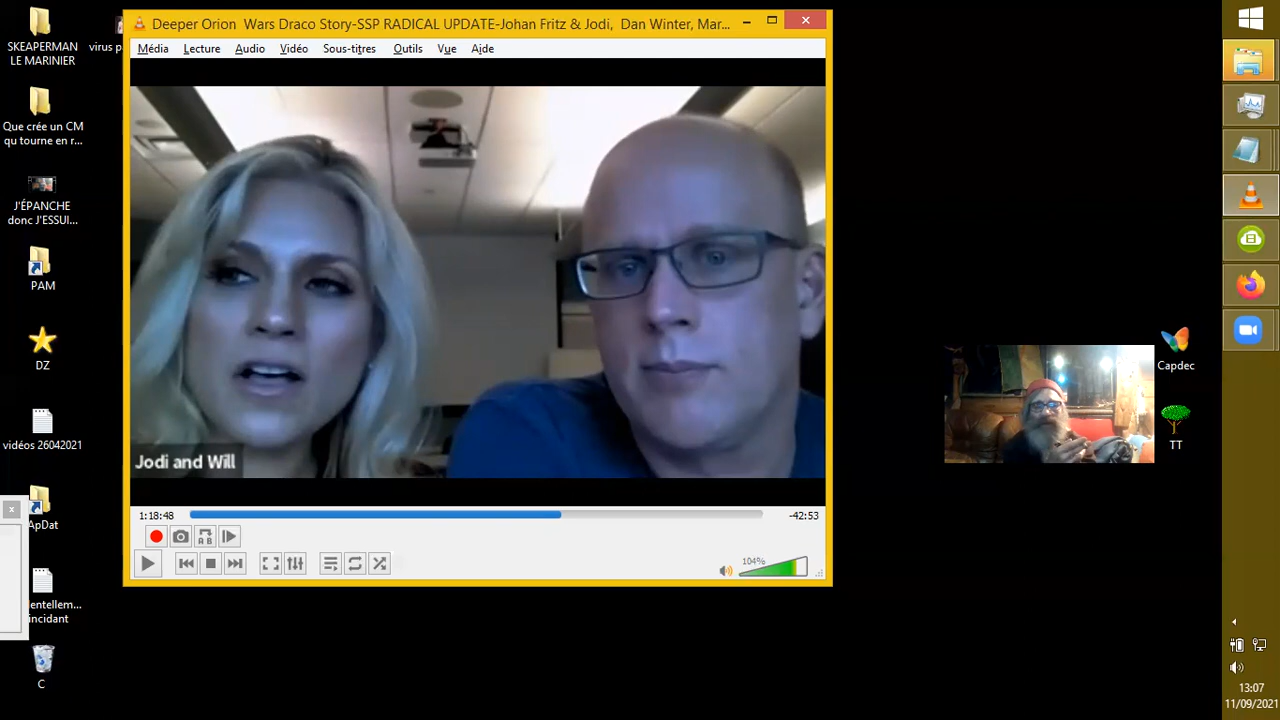 SKEAPERMAN
LE MARINIER
virus p
Que crée un CM
qu tourne en r...
J'ÉPANCHE
donc J'ESSUI...
PAM
DZ
vidéos 26042021
ApDat
entellem...
incidant
C
Deeper Orion Wars Draco Story-SSP RADICAL UPDATE-Johan Fritz & Jodi, Dan Winter, Mar...
Média Lecture Audio Vidéo Sous-titres Outils Vue Aide
Jodi and Will
1:18:48 -42:53
104%
Capdec
TT
13:07
11/09/2021